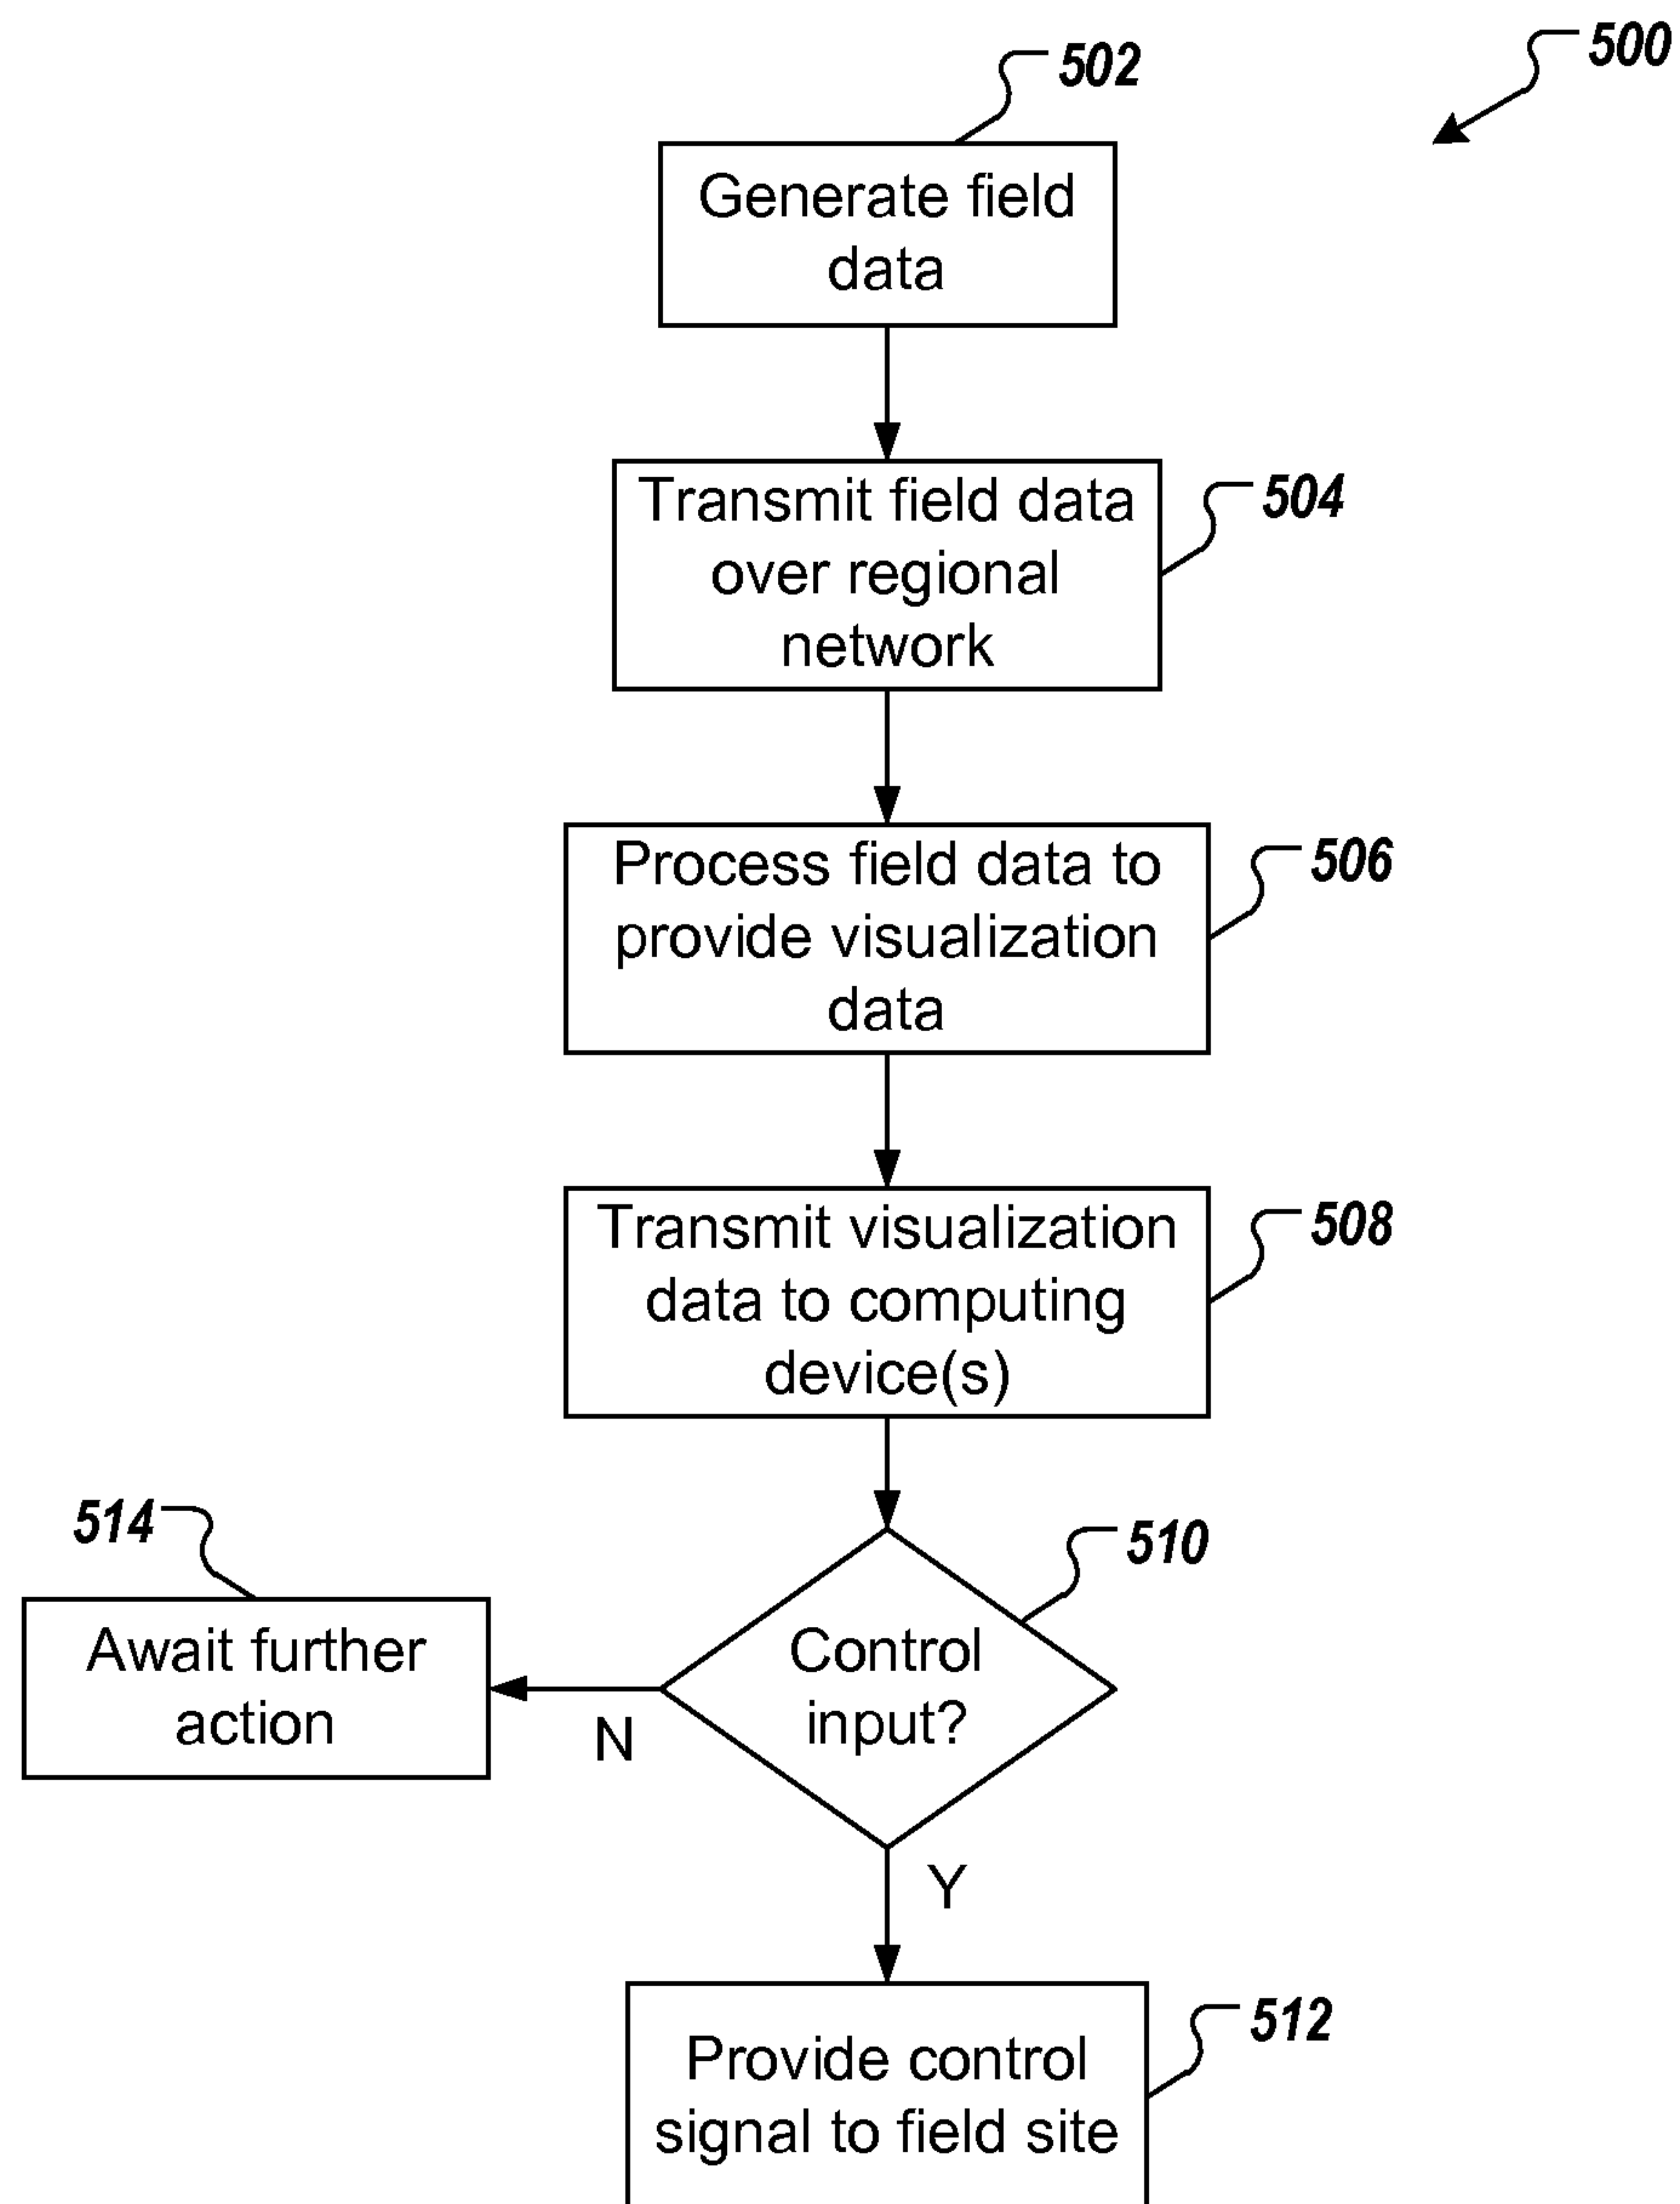 500
502
Generate field
data
504
Transmit field data
over regional
network
506
Process field data to
provide visualization
data
508
Transmit visualization
data to computing
device(s)
514
Await further
action
510
Control
input?
N
Y
512
Provide control
signal to field site